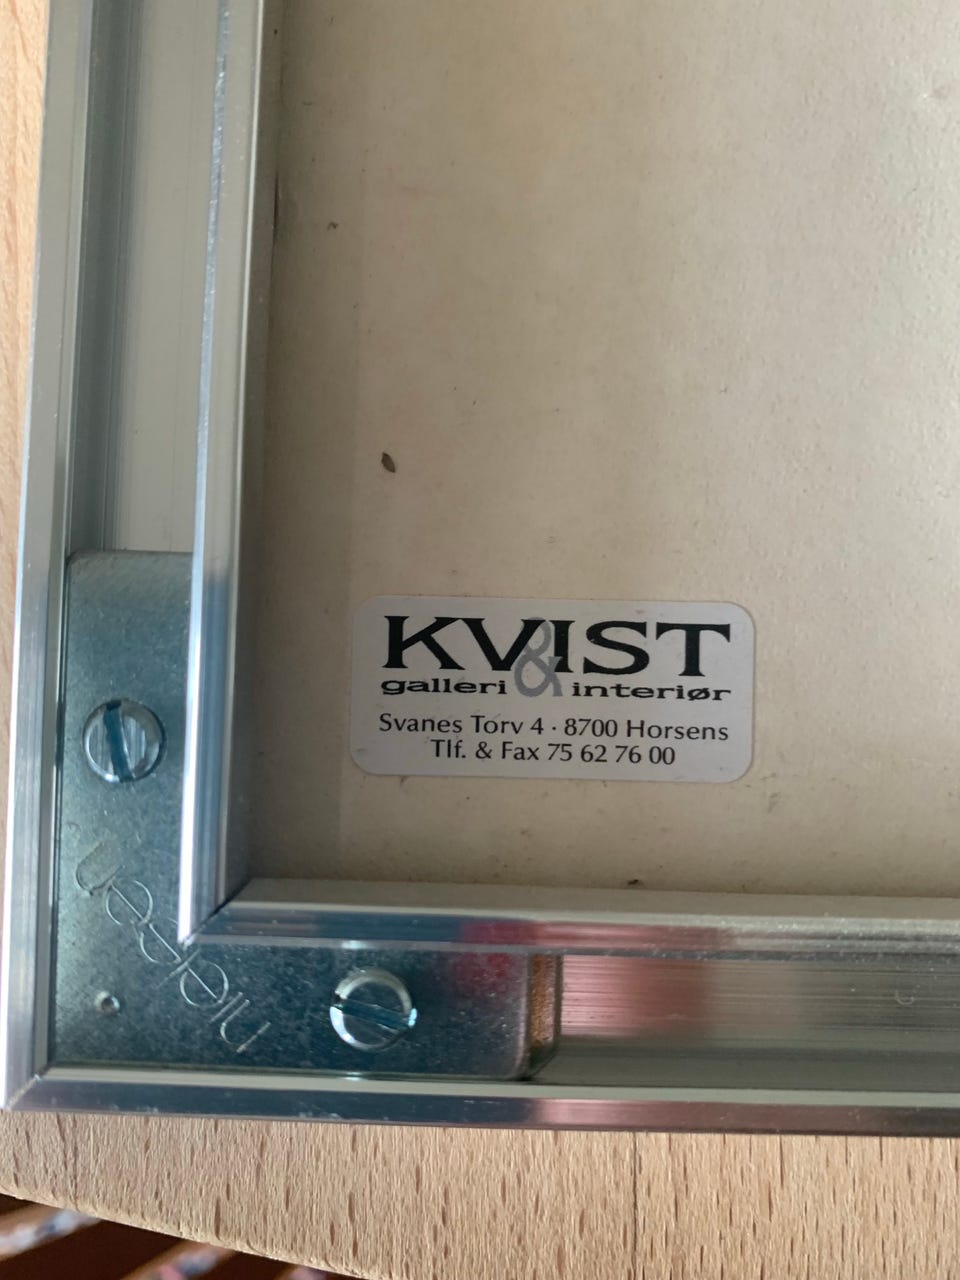 KVIST
galleri & interiør
Svanes Torv 4 · 8700 Horsens
Tlf. & Fax 75 62 76 00
nielsen